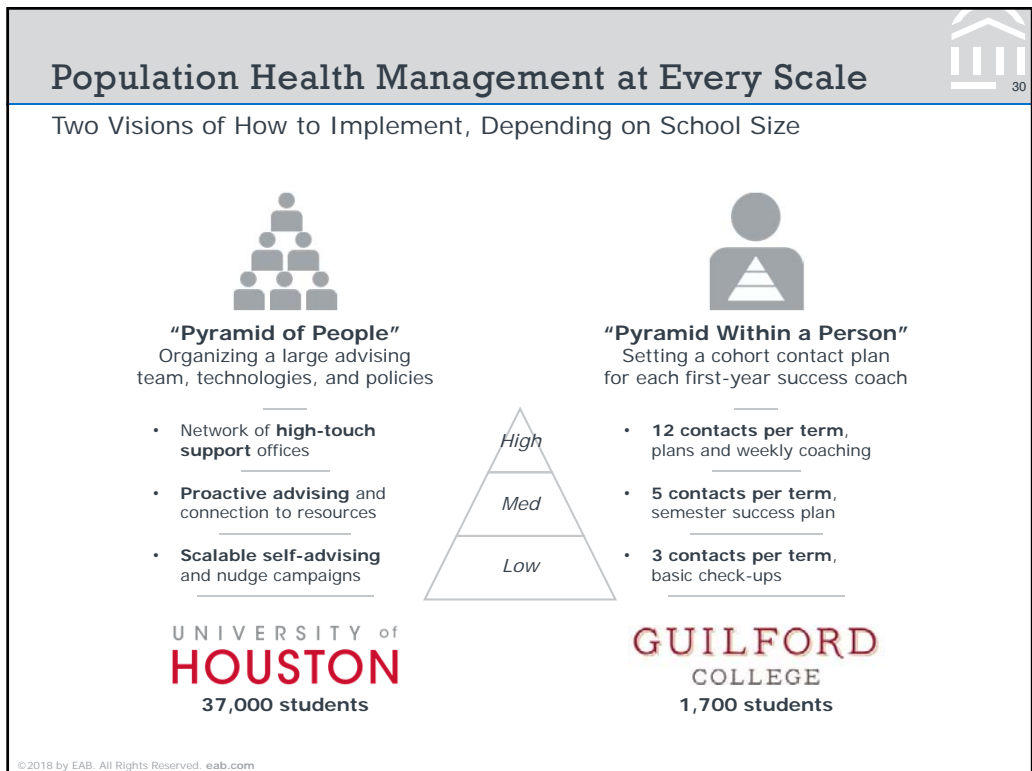 Population Health Management at Every Scale
30
Two Visions of How to Implement, Depending on School Size
“Pyramid of People”
Organizing a large advising
team, technologies, and policies
• Network of high-touch
support offices
• Proactive advising and
connection to resources
• Scalable self-advising
and nudge campaigns
UNIVERSITY of
HOUSTON
37,000 students
High
Med
Low
“Pyramid Within a Person”
Setting a cohort contact plan
for each first-year success coach
• 12 contacts per term,
plans and weekly coaching
• 5 contacts per term,
semester success plan
• 3 contacts per term,
basic check-ups
GUILFORD
COLLEGE
1,700 students
©2018 by EAB. All Rights Reserved. eab.com